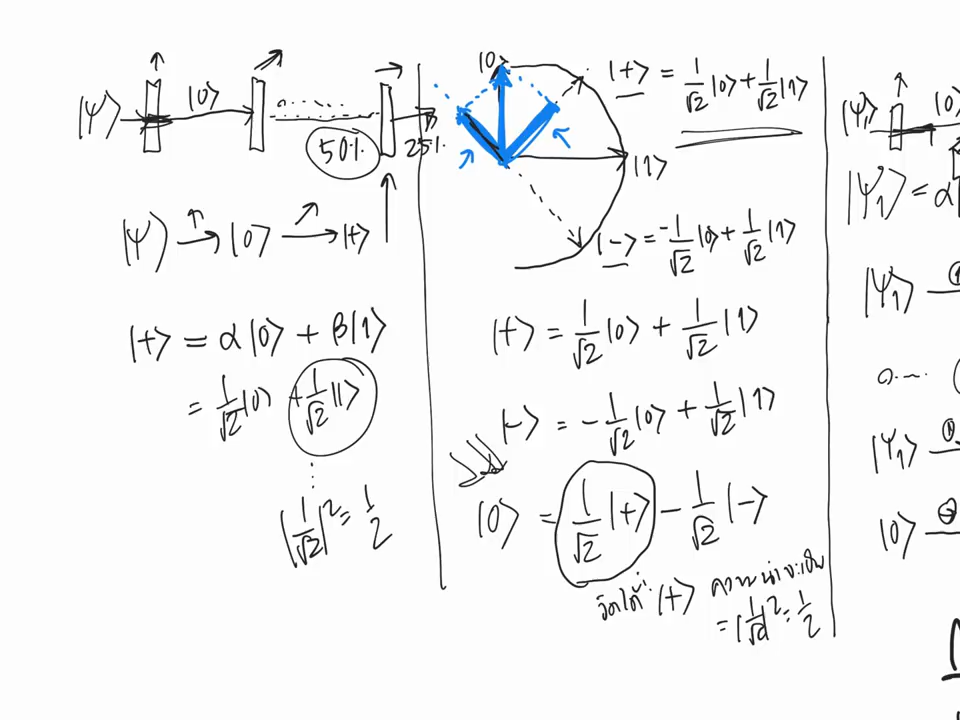 |ψ⟩ |0⟩ 50% 25%
|ψ⟩ → |0⟩ → |+⟩
|+⟩ = α|0⟩ + β|1⟩
= 1/√2 |0⟩ + 1/√2 |1⟩
|1/√2|² = 1/2
|0⟩
|+⟩ = 1/√2 |0⟩ + 1/√2 |1⟩
|1⟩
|−⟩ = -1/√2 |0⟩ + 1/√2 |1⟩
|+⟩ = 1/√2 |0⟩ + 1/√2 |1⟩
|−⟩ = - 1/√2 |0⟩ + 1/√2 |1⟩
|0⟩ = 1/√2 |+⟩ − 1/√2 |−⟩
วัดได้ |+⟩ ความน่าจะเป็น
= |1/√2|² = 1/2
|ψ₁⟩ |0⟩
|ψ₁⟩ = α|
|ψ₁⟩
|ψ₁⟩ ①
|0⟩ ②